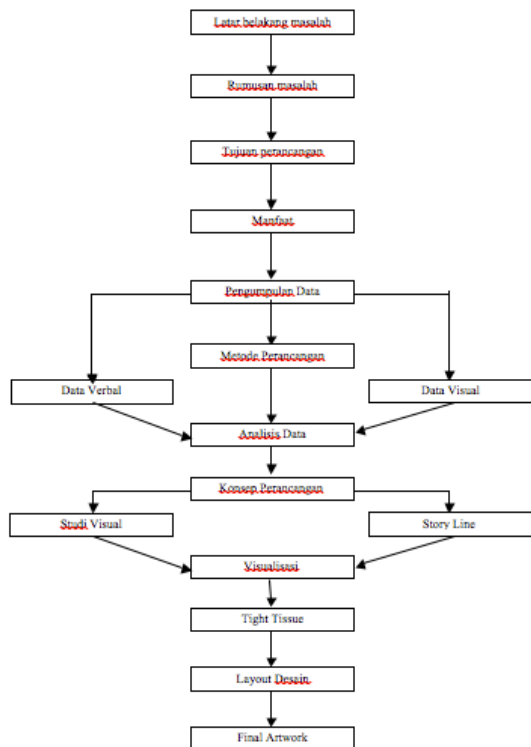 Latar belakang masalah
Rumusan masalah
Tujuan perancangan
Manfaat
Pengumpulan Data
Metode Perancangan
Data Verbal
Data Visual
Analisis Data
Konsep Perancangan
Studi Visual
Story Line
Visualisasi
Tight Tissue
Layout Desain
Final Artwork